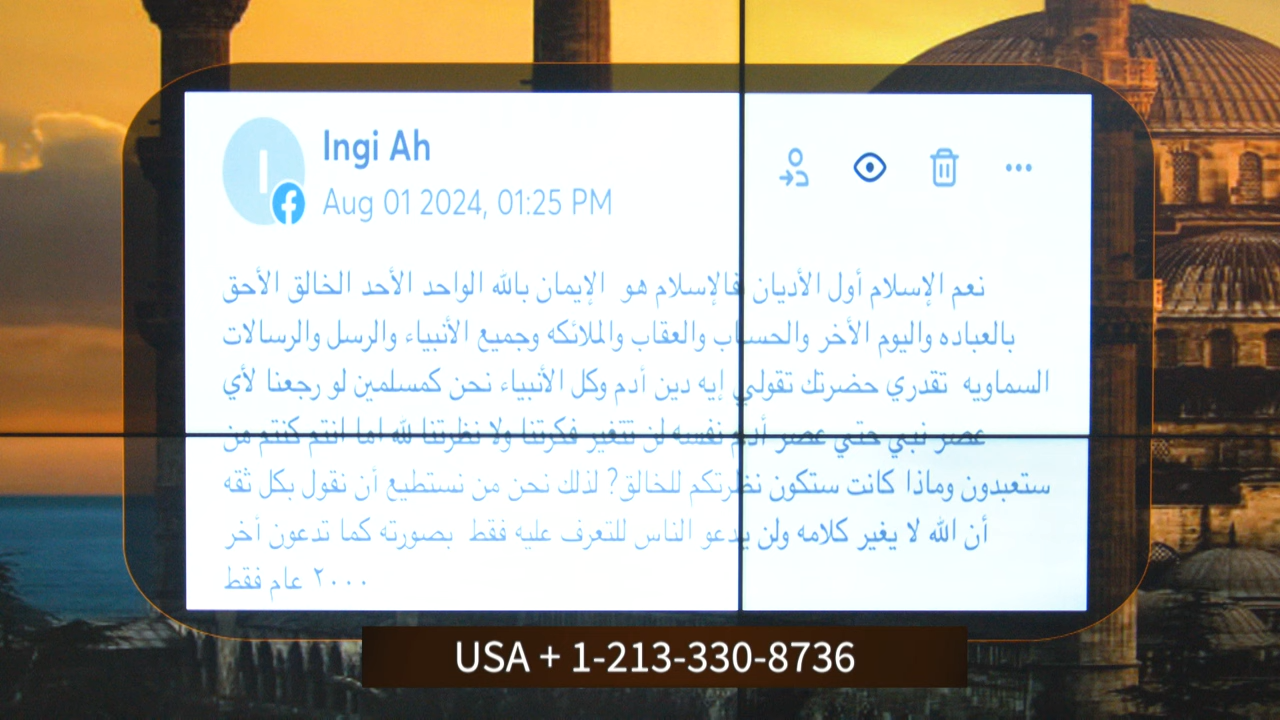 Ingi Ah
Aug 01 2024, 01:25 PM
نعم الإسلام أول الأديان فالإسلام هو الإيمان بالله الواحد الأحد الخالق الأحق
بالعباده واليوم الأخر والحساب والعقاب والملائكه وجميع الأنبياء والرسل والرسالات
السماويه تقدري حضرتك تقولي إيه دين أدم وكل الأنبياء نحن كمسلمين لو رجعنا لأي
عصر نبي حتي عصر أدم نفسه لن تتغير فكرتنا ولا نظرتنا لله اما انتم كنتم من
ستعبدون وماذا كانت ستكون نظرتكم للخالق? لذلك نحن من نستطيع أن نقول بكل ثقه
أن الله لا يغير كلامه ولن يدعو الناس للتعرف عليه فقط بصورته كما تدعون أخر
٢٠٠٠ عام فقط
USA + 1-213-330-8736